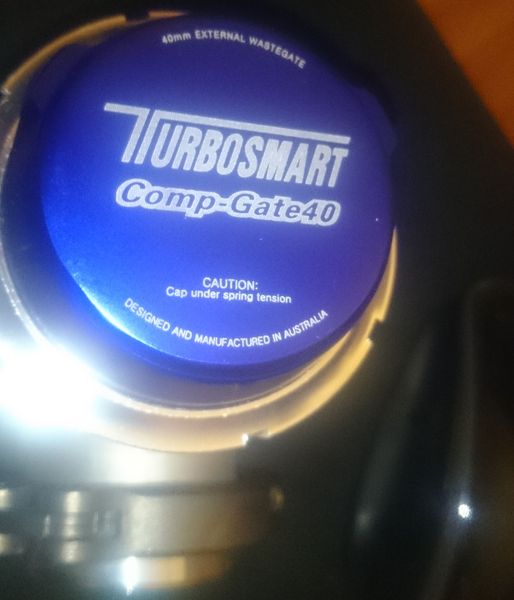 40mm EXTERNAL WASTEGATE
TURBOSMART
Comp-Gate40
CAUTION:
Cap under spring tension
DESIGNED AND MANUFACTURED IN AUSTRALIA